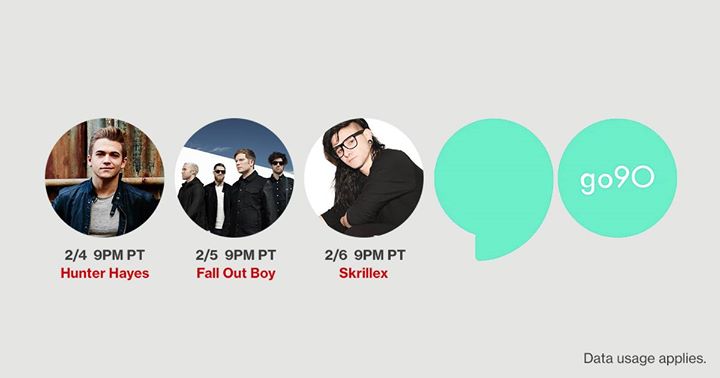 2/4 9PM PT
Hunter Hayes
2/5 9PM PT
Fall Out Boy
2/6 9PM PT
Skrillex
go90
Data usage applies.